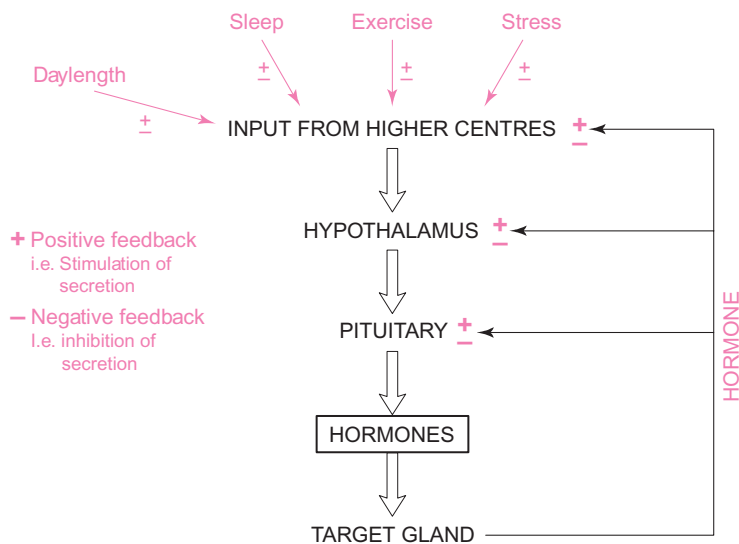 Sleep
Exercise
Stress
Daylength
±
±
±
±
INPUT FROM HIGHER CENTRES
+
−
HYPOTHALAMUS
+
−
+ Positive feedback
i.e. Stimulation of
secretion
− Negative feedback
I.e. inhibition of
secretion
PITUITARY
+
−
HORMONE
HORMONES
TARGET GLAND